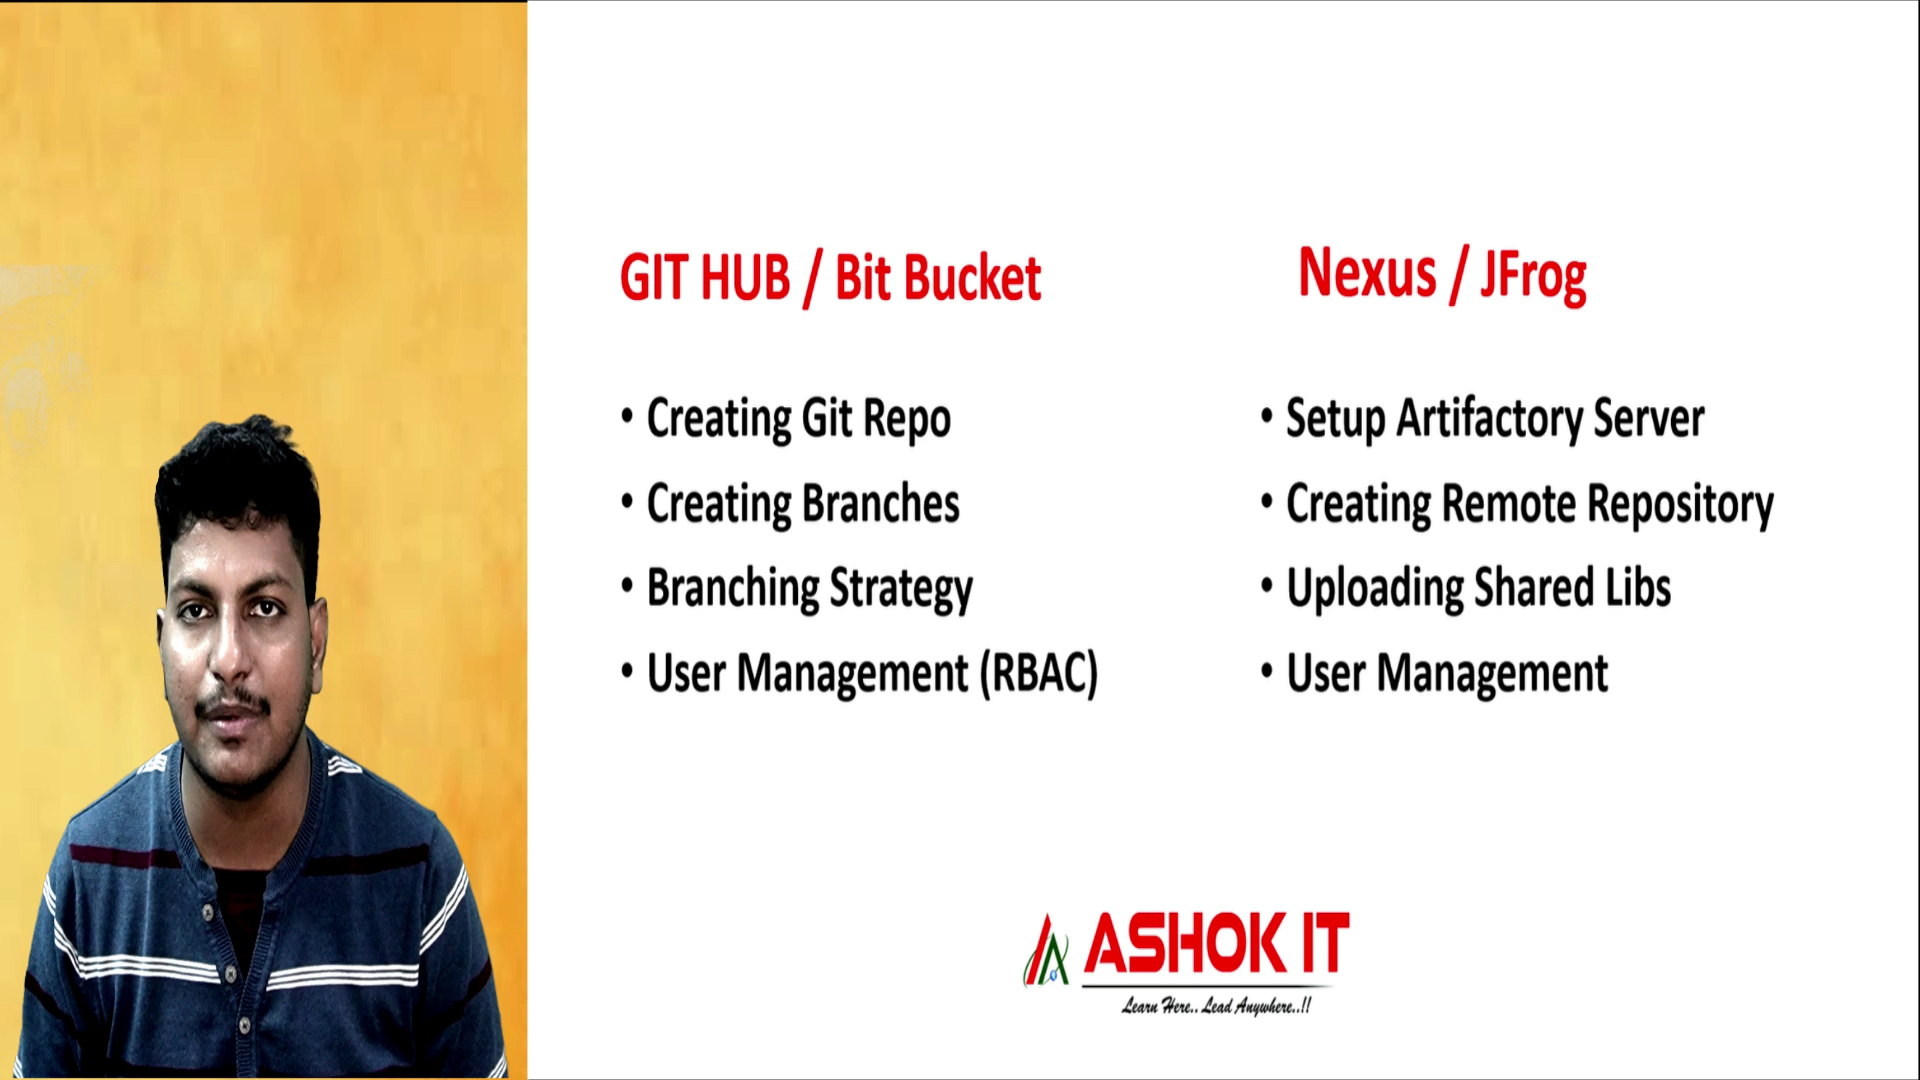 GIT HUB / Bit Bucket
• Creating Git Repo
• Creating Branches
• Branching Strategy
• User Management (RBAC)
Nexus / JFrog
• Setup Artifactory Server
• Creating Remote Repository
• Uploading Shared Libs
• User Management
ASHOK IT
Learn Here.. Lead Anywhere..!!